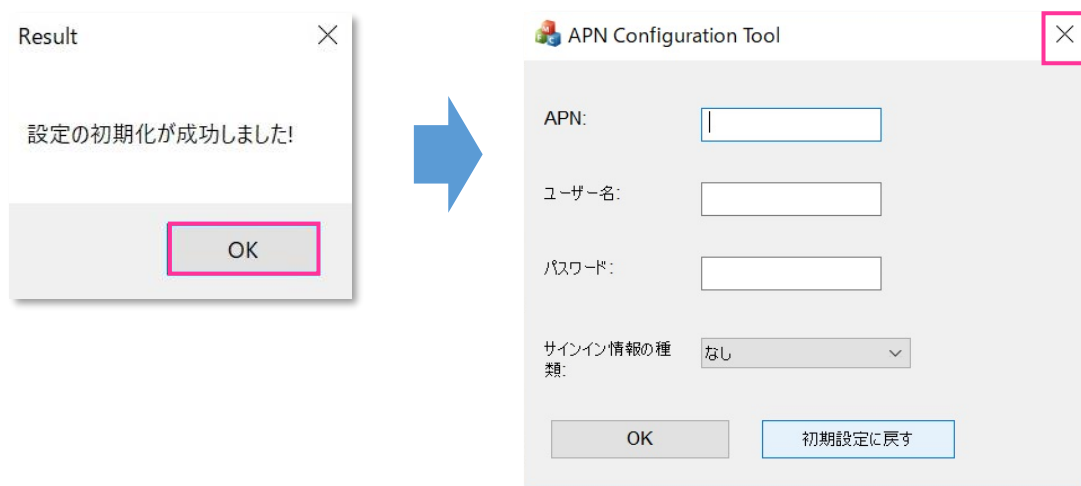 Result
設定の初期化が成功しました!
OK
APN Configuration Tool
APN:
ユーザー名:
パスワード:
サインイン情報の種
類:
なし
OK
初期設定に戻す